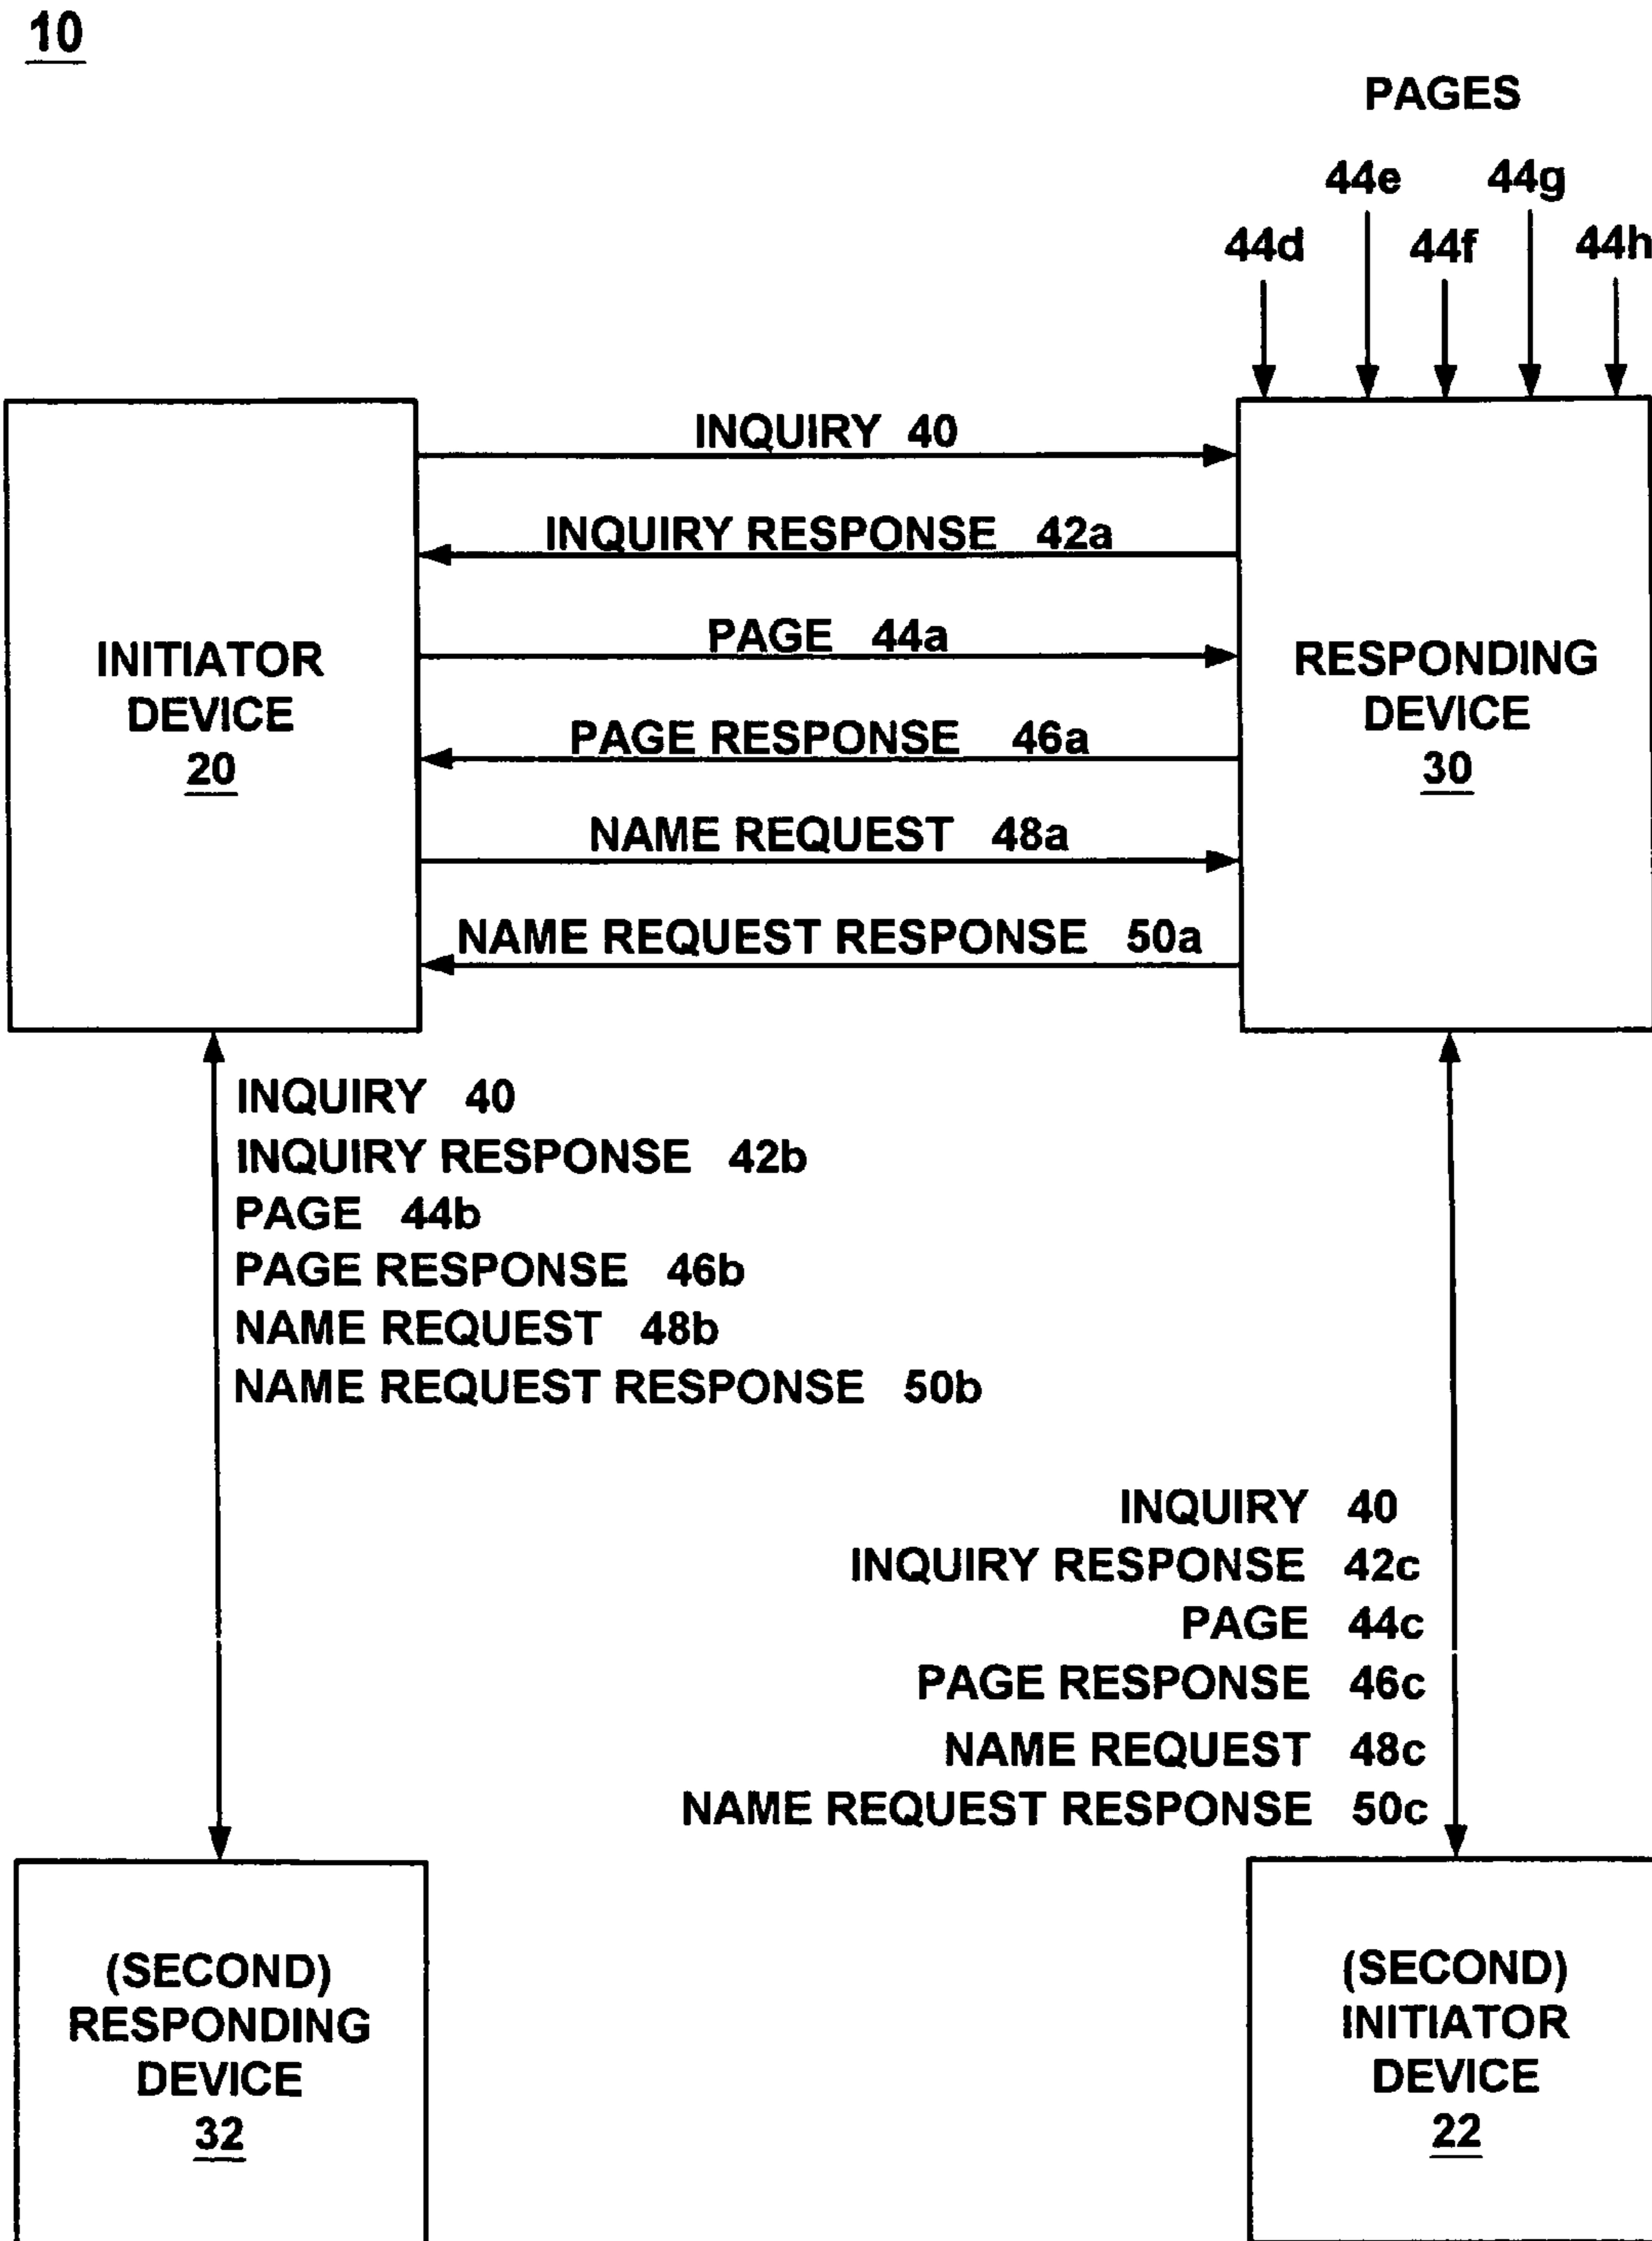 10
PAGES
44e 44g
44d 44f 44h
INQUIRY 40
INQUIRY RESPONSE 42a
PAGE 44a
PAGE RESPONSE 46a
NAME REQUEST 48a
NAME REQUEST RESPONSE 50a
INITIATOR
DEVICE
20
RESPONDING
DEVICE
30
INQUIRY 40
INQUIRY RESPONSE 42b
PAGE 44b
PAGE RESPONSE 46b
NAME REQUEST 48b
NAME REQUEST RESPONSE 50b
INQUIRY 40
INQUIRY RESPONSE 42c
PAGE 44c
PAGE RESPONSE 46c
NAME REQUEST 48c
NAME REQUEST RESPONSE 50c
(SECOND)
RESPONDING
DEVICE
32
(SECOND)
INITIATOR
DEVICE
22